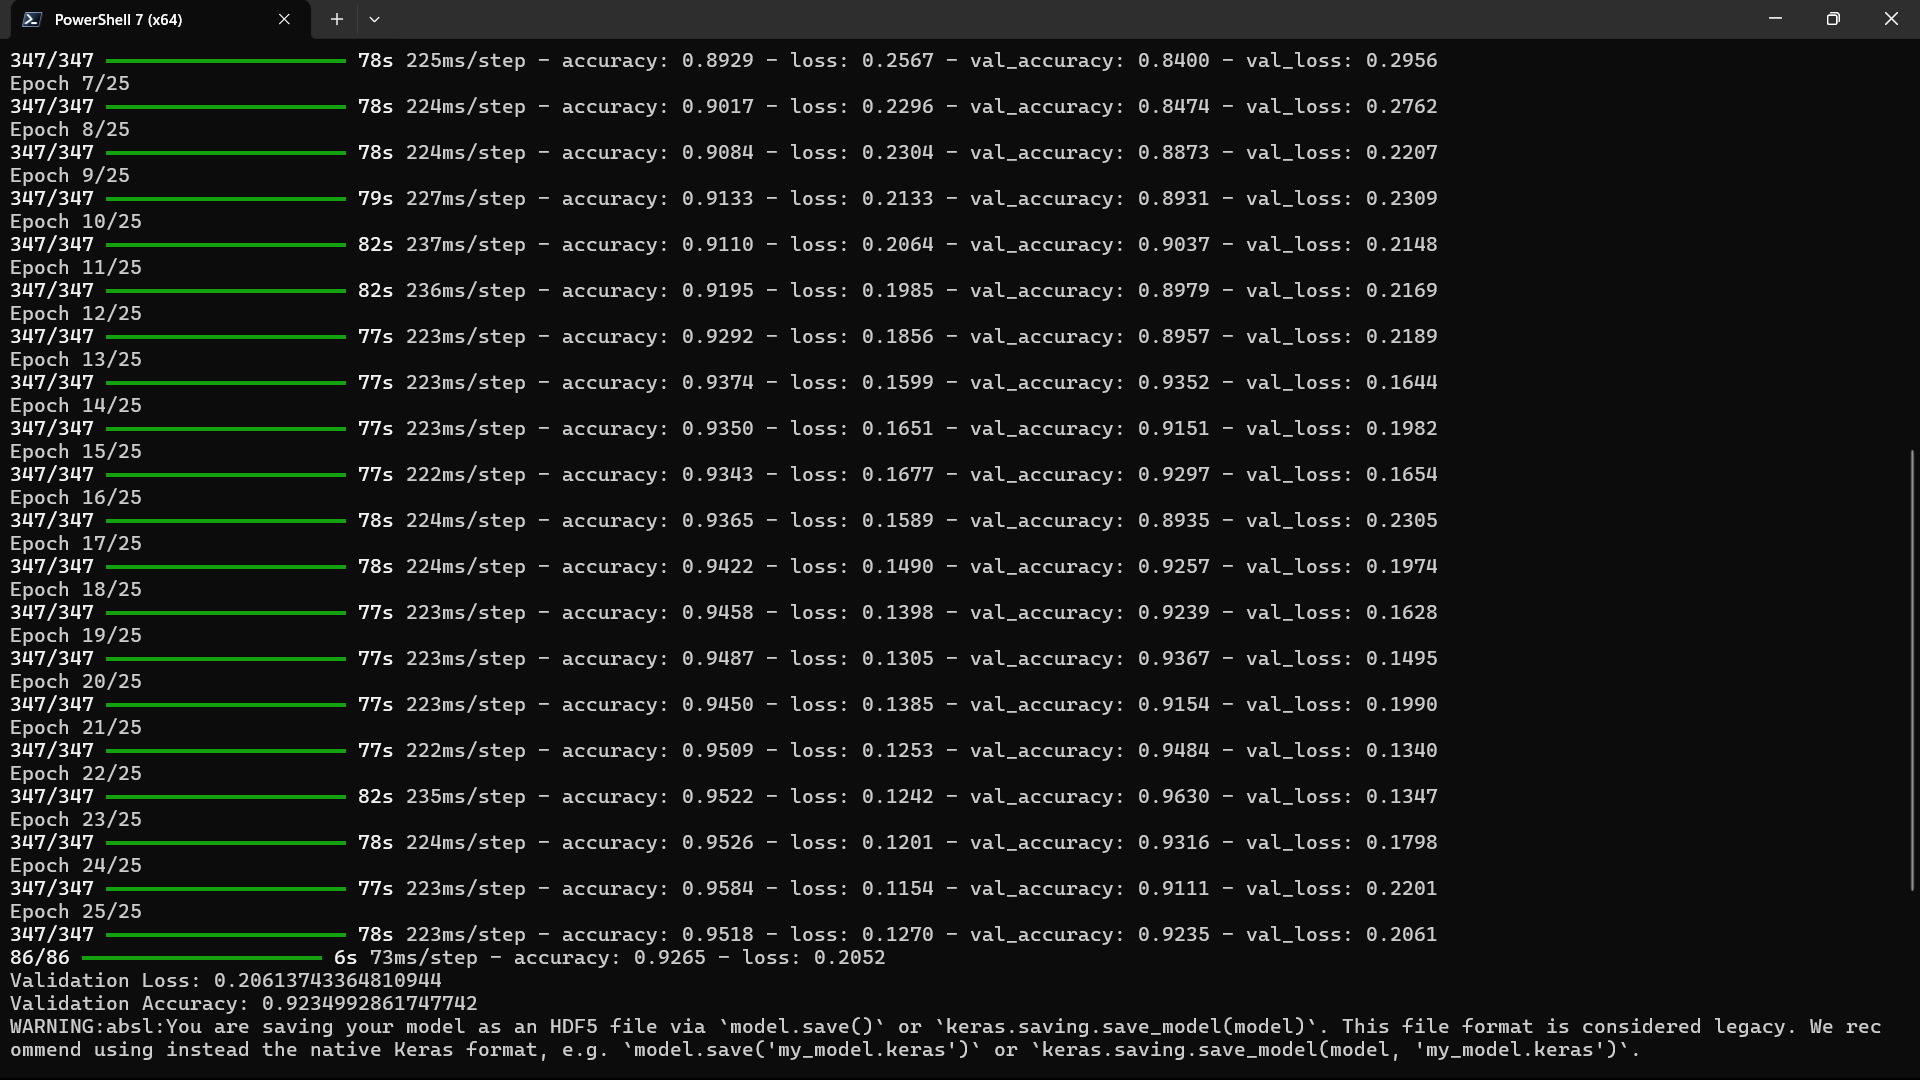 PowerShell 7 (x64)
347/347 78s 225ms/step - accuracy: 0.8929 - loss: 0.2567 - val_accuracy: 0.8400 - val_loss: 0.2956
Epoch 7/25
347/347 78s 224ms/step - accuracy: 0.9017 - loss: 0.2296 - val_accuracy: 0.8474 - val_loss: 0.2762
Epoch 8/25
347/347 78s 224ms/step - accuracy: 0.9084 - loss: 0.2304 - val_accuracy: 0.8873 - val_loss: 0.2207
Epoch 9/25
347/347 79s 227ms/step - accuracy: 0.9133 - loss: 0.2133 - val_accuracy: 0.8931 - val_loss: 0.2309
Epoch 10/25
347/347 82s 237ms/step - accuracy: 0.9110 - loss: 0.2064 - val_accuracy: 0.9037 - val_loss: 0.2148
Epoch 11/25
347/347 82s 236ms/step - accuracy: 0.9195 - loss: 0.1985 - val_accuracy: 0.8979 - val_loss: 0.2169
Epoch 12/25
347/347 77s 223ms/step - accuracy: 0.9292 - loss: 0.1856 - val_accuracy: 0.8957 - val_loss: 0.2189
Epoch 13/25
347/347 77s 223ms/step - accuracy: 0.9374 - loss: 0.1599 - val_accuracy: 0.9352 - val_loss: 0.1644
Epoch 14/25
347/347 77s 223ms/step - accuracy: 0.9350 - loss: 0.1651 - val_accuracy: 0.9151 - val_loss: 0.1982
Epoch 15/25
347/347 77s 222ms/step - accuracy: 0.9343 - loss: 0.1677 - val_accuracy: 0.9297 - val_loss: 0.1654
Epoch 16/25
347/347 78s 224ms/step - accuracy: 0.9365 - loss: 0.1589 - val_accuracy: 0.8935 - val_loss: 0.2305
Epoch 17/25
347/347 78s 224ms/step - accuracy: 0.9422 - loss: 0.1490 - val_accuracy: 0.9257 - val_loss: 0.1974
Epoch 18/25
347/347 77s 223ms/step - accuracy: 0.9458 - loss: 0.1398 - val_accuracy: 0.9239 - val_loss: 0.1628
Epoch 19/25
347/347 77s 223ms/step - accuracy: 0.9487 - loss: 0.1305 - val_accuracy: 0.9367 - val_loss: 0.1495
Epoch 20/25
347/347 77s 223ms/step - accuracy: 0.9450 - loss: 0.1385 - val_accuracy: 0.9154 - val_loss: 0.1990
Epoch 21/25
347/347 77s 222ms/step - accuracy: 0.9509 - loss: 0.1253 - val_accuracy: 0.9484 - val_loss: 0.1340
Epoch 22/25
347/347 82s 235ms/step - accuracy: 0.9522 - loss: 0.1242 - val_accuracy: 0.9630 - val_loss: 0.1347
Epoch 23/25
347/347 78s 224ms/step - accuracy: 0.9526 - loss: 0.1201 - val_accuracy: 0.9316 - val_loss: 0.1798
Epoch 24/25
347/347 77s 223ms/step - accuracy: 0.9584 - loss: 0.1154 - val_accuracy: 0.9111 - val_loss: 0.2201
Epoch 25/25
347/347 78s 223ms/step - accuracy: 0.9518 - loss: 0.1270 - val_accuracy: 0.9235 - val_loss: 0.2061
86/86 6s 73ms/step - accuracy: 0.9265 - loss: 0.2052
Validation Loss: 0.20613743364810944
Validation Accuracy: 0.9234992861747742
WARNING:absl:You are saving your model as an HDF5 file via `model.save()` or `keras.saving.save_model(model)`. This file format is considered legacy. We rec
ommend using instead the native Keras format, e.g. `model.save('my_model.keras')` or `keras.saving.save_model(model, 'my_model.keras')`.